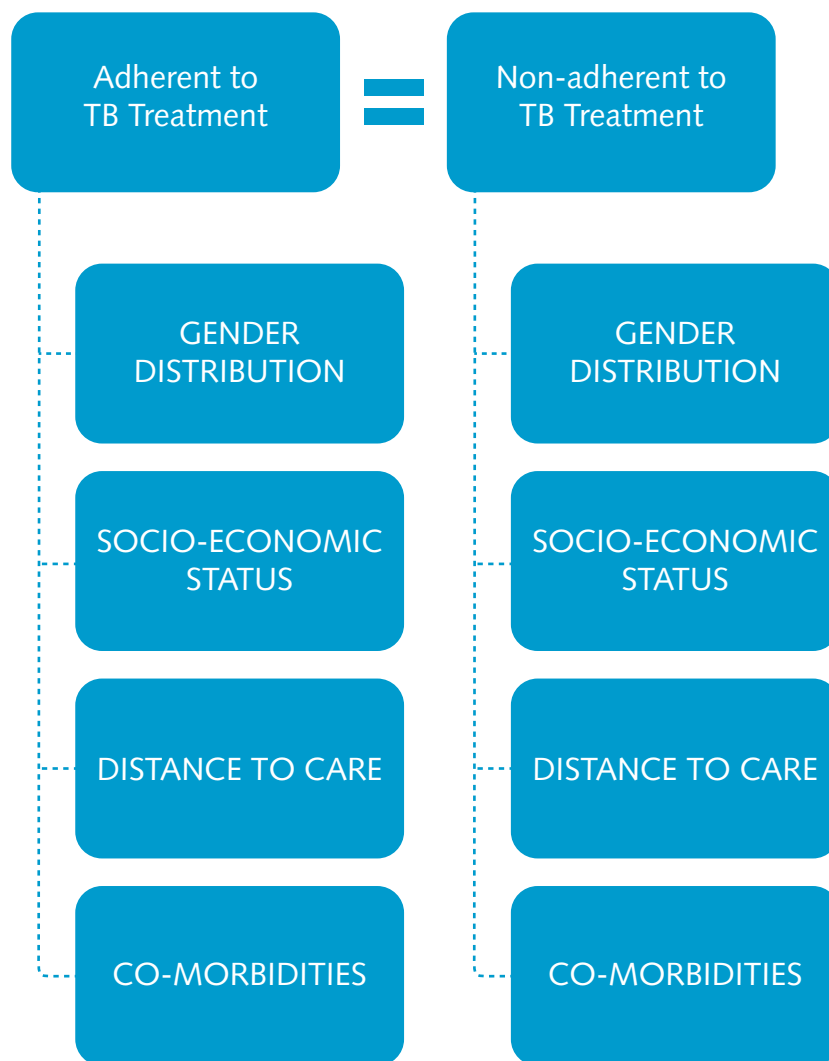 Adherent to
TB Treatment
Non-adherent to
TB Treatment
GENDER
DISTRIBUTION
GENDER
DISTRIBUTION
SOCIO-ECONOMIC
STATUS
SOCIO-ECONOMIC
STATUS
DISTANCE TO CARE
DISTANCE TO CARE
CO-MORBIDITIES
CO-MORBIDITIES